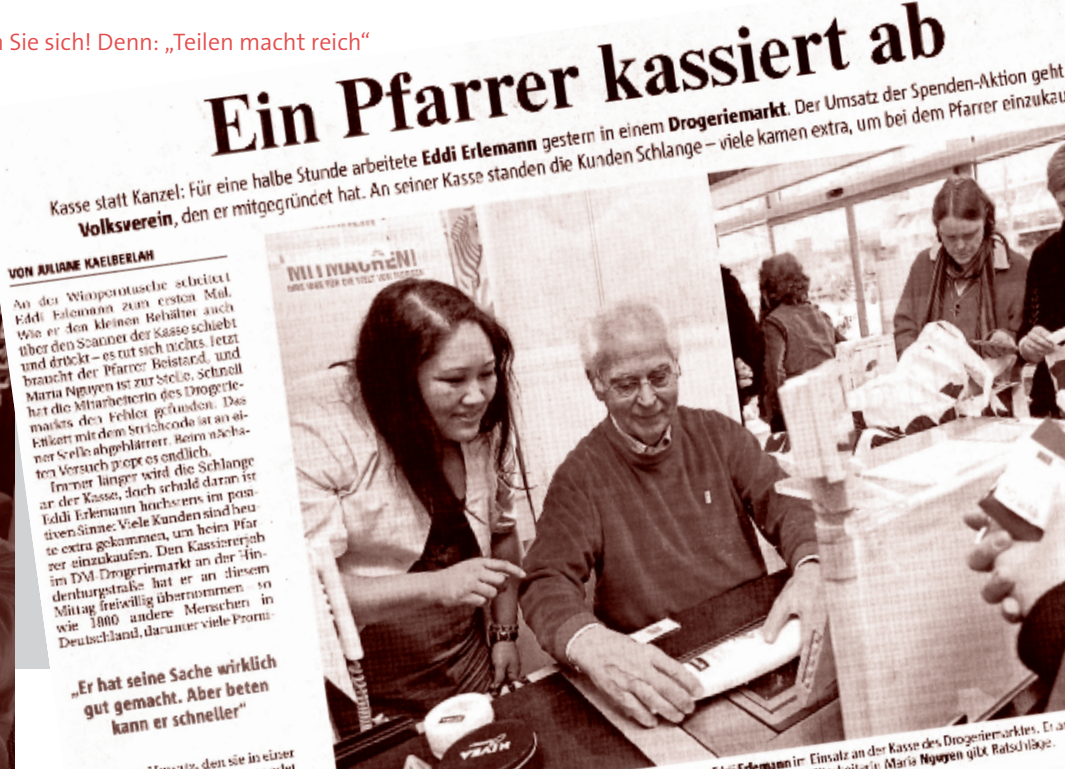 Sie sich! Denn: „Teilen macht reich“
Ein Pfarrer kassiert ab
Kasse statt Kanzel: Für eine halbe Stunde arbeitete Eddi Erlemann gestern in einem Drogeriemarkt. Der Umsatz der Spenden-Aktion geht
Volksverein, den er mitgegründet hat. An seiner Kasse standen die Kunden Schlange – viele kamen extra, um bei dem Pfarrer einzukau
VON JULIANE KAELBERLAH
An der Wimperntusche scheitert
Eddi Erlemann zum ersten Mal.
Wie er den kleinen Behälter auch
über den Scanner der Kasse schiebt
und drückt – es tut sich nichts. Jetzt
braucht der Pfarrer Beistand, und
Maria Nguyen ist zur Stelle. Schnell
hat die Mitarbeiterin des Drogerie-
markts den Fehler gefunden. Das
Etikett mit dem Strichcode ist an ei-
ner Stelle abgeblättert. Beim nächs-
ten Versuch piept es endlich.
Immer länger wird die Schlange
an der Kasse, doch schuld daran ist
Eddi Erlemann höchstens im posi-
tiven Sinne: Viele Kunden sind heu-
te extra gekommen, um beim Pfar
rer einzukaufen. Den Kassiererjob
im DM-Drogeriemarkt an der Hin-
denburgstraße hat er an diesem
Mittag freiwillig übernommen – so
wie 1000 andere Menschen in
Deutschland, darunter viele Promi-
„Er hat seine Sache wirklich
gut gemacht. Aber beten
kann er schneller“
den sie in einer
MITMACHEN!
NIVEA
Erlemann im Einsatz an der Kasse des Drogeriemarktes. Er
Maria Nguyen gibt Ratschläge.